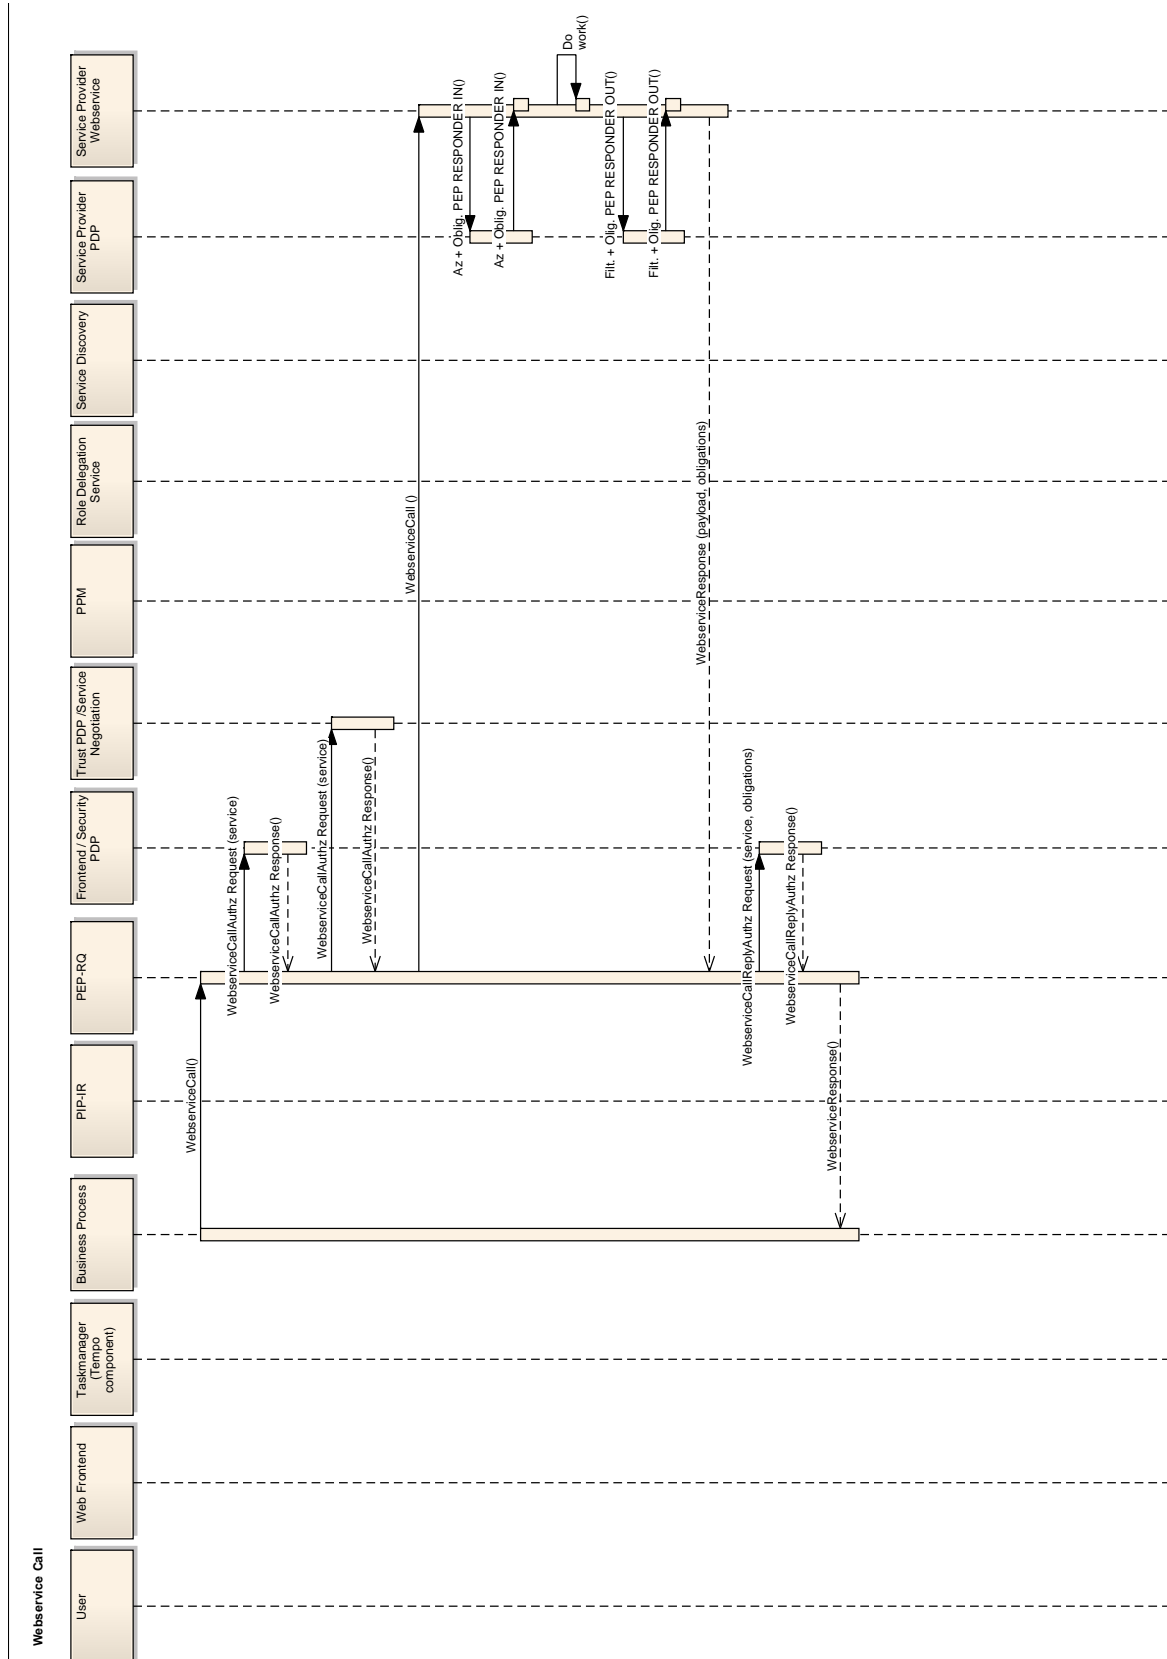 Webservice Call
User
Web Frontend
Taskmanager
(Tempo
component)
Business Process
PIP-IR
PEP-RQ
Frontend / Security
PDP
Trust PDP /Service
Negotiation
PPM
Role Delegation
Service
Service Discovery
Service Provider
PDP
Service Provider
Webservice
WebserviceCall()
WebserviceCallAuthz Request (service)
WebserviceCallAuthz Response()
WebserviceCallAuthz Request (service)
WebserviceCallAuthz Response()
WebserviceCall ()
Az + Oblig. PEP RESPONDER IN()
Az + Oblig. PEP RESPONDER IN()
Do
work()
Filt. + Olig. PEP RESPONDER OUT()
Filt. + Olig. PEP RESPONDER OUT()
WebserviceResponse (payload, obligations)
WebserviceCallReplyAuthz Request (service, obligations)
WebserviceCallReplyAuthz Response()
WebserviceResponse()